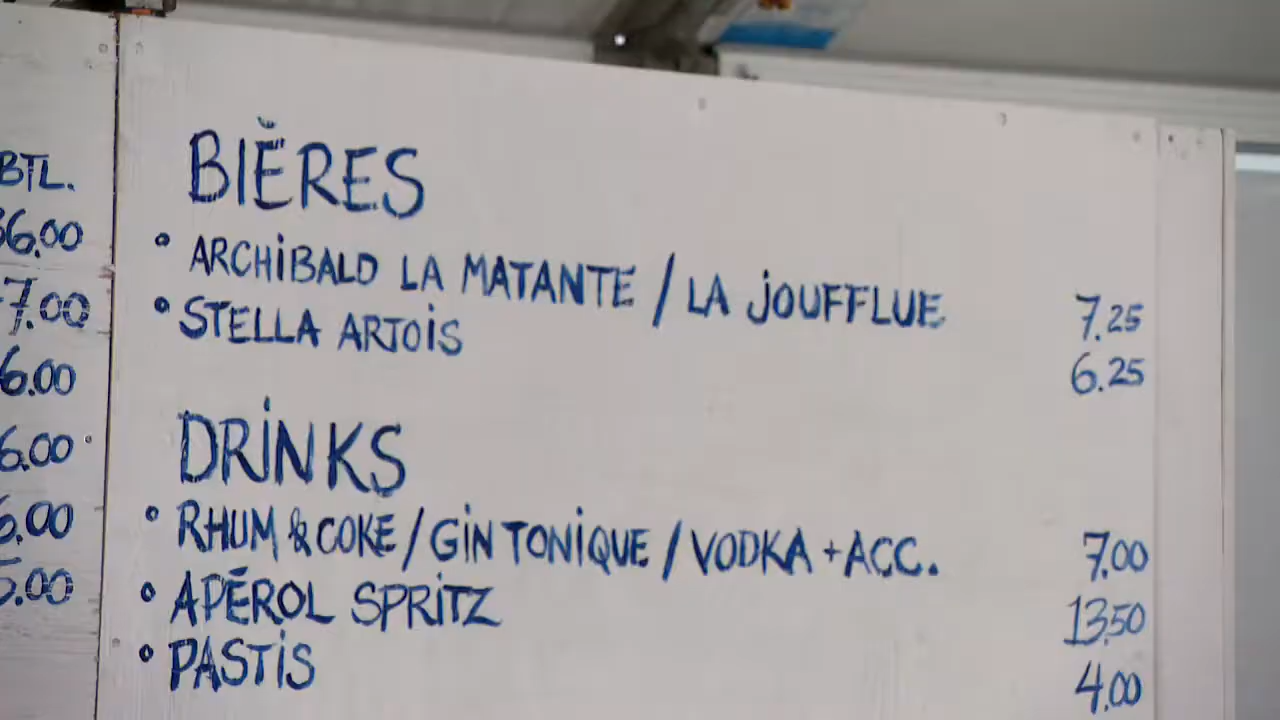 BTL.
6.00
7.00
6.00
6.00
6.00
5.00
BIÈRES
° ARCHIBALD LA MATANTE / LA JOUFFLUE 7.25
° STELLA ARTOIS 6.25
DRINKS
° RHUM & COKE / GIN TONIQUE / VODKA + ACC. 7.00
° APÉROL SPRITZ 13.50
° PASTIS 4.00